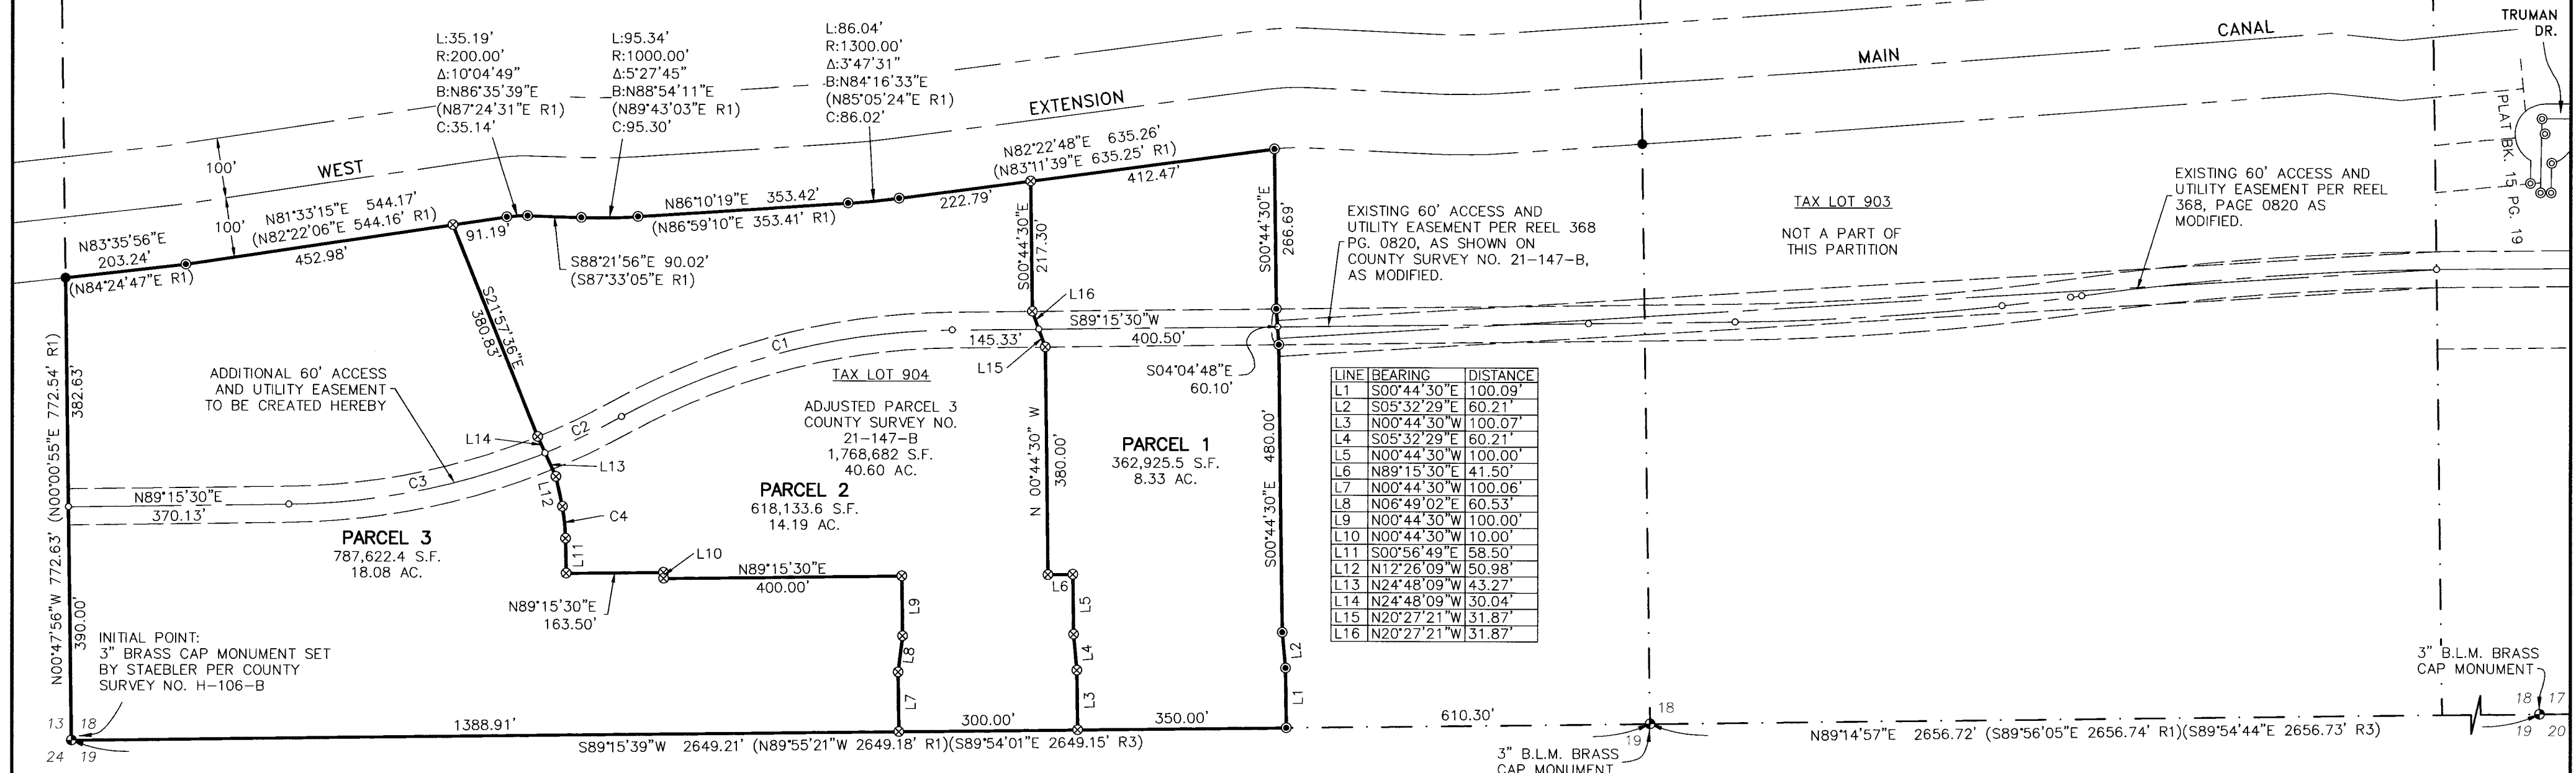 L:35.19'
R:200.00'
Δ:10°04'49"
B:N86°35'39"E
(N87°24'31"E R1)
C:35.14'
L:95.34'
R:1000.00'
Δ:5°27'45"
B:N88°54'11"E
(N89°43'03"E R1)
C:95.30'
L:86.04'
R:1300.00'
Δ:3°47'31"
B:N84°16'33"E
(N85°05'24"E R1)
C:86.02'
WEST
EXTENSION
MAIN
CANAL
TRUMAN
DR.
PLAT BK. 15 PG. 19
100'
100'
N83°35'56"E
203.24'
(N84°24'47"E R1)
N81°33'15"E 544.17'
(N82°22'06"E 544.16' R1)
452.98'
91.19'
S88°21'56"E 90.02'
(S87°33'05"E R1)
N86°10'19"E 353.42'
(N86°59'10"E 353.41' R1)
222.79'
N82°22'48"E 635.26'
(N83°11'39"E 635.25' R1)
412.47'
S00°44'30"E
217.30'
S00°44'30"E
266.69'
EXISTING 60' ACCESS AND
UTILITY EASEMENT PER REEL 368
PG. 0820, AS SHOWN ON
COUNTY SURVEY NO. 21-147-B,
AS MODIFIED.
TAX LOT 903
NOT A PART OF
THIS PARTITION
EXISTING 60' ACCESS AND
UTILITY EASEMENT PER REEL
368, PAGE 0820 AS
MODIFIED.
S21°57'36"E
380.83'
L16
S89°15'30"W
145.33'
400.50'
L15
S04°04'48"E
60.10'
C1
C2
C3
ADDITIONAL 60' ACCESS
AND UTILITY EASEMENT
TO BE CREATED HEREBY
L14
L13
L12
C4
L11
TAX LOT 904
ADJUSTED PARCEL 3
COUNTY SURVEY NO.
21-147-B
1,768,682 S.F.
40.60 AC.
PARCEL 2
618,133.6 S.F.
14.19 AC.
N 00°44'30" W
380.00'
PARCEL 1
362,925.5 S.F.
8.33 AC.
S00°44'30"E 480.00'
LINE BEARING DISTANCE
L1 S00°44'30"E 100.09'
L2 S05°32'29"E 60.21'
L3 N00°44'30"W 100.07'
L4 S05°32'29"E 60.21'
L5 N00°44'30"W 100.00'
L6 N89°15'30"E 41.50'
L7 N00°44'30"W 100.06'
L8 N06°49'02"E 60.53'
L9 N00°44'30"W 100.00'
L10 N00°44'30"W 10.00'
L11 S00°56'49"E 58.50'
L12 N12°26'09"W 50.98'
L13 N24°48'09"W 43.27'
L14 N24°48'09"W 30.04'
L15 N20°27'21"W 31.87'
L16 N20°27'21"W 31.87'
N00°47'56"W 772.63' (N00°00'55"E 772.54' R1)
382.63'
390.00'
N89°15'30"E
370.13'
PARCEL 3
787,622.4 S.F.
18.08 AC.
L10
N89°15'30"E
400.00'
N89°15'30"E
163.50'
L9
L8
L7
L6
L5
L4
L3
L2
L1
INITIAL POINT:
3" BRASS CAP MONUMENT SET
BY STAEBLER PER COUNTY
SURVEY NO. H-106-B
13 18
24 19
1388.91'
300.00'
350.00'
610.30'
S89°15'39"W 2649.21' (N89°55'21"W 2649.18' R1)(S89°54'01"E 2649.15' R3)
18
19
3" B.L.M. BRASS
CAP MONUMENT
N89°14'57"E 2656.72' (S89°56'05"E 2656.74' R1)(S89°54'44"E 2656.73' R3)
3" B.L.M. BRASS
CAP MONUMENT
18 17
19 20